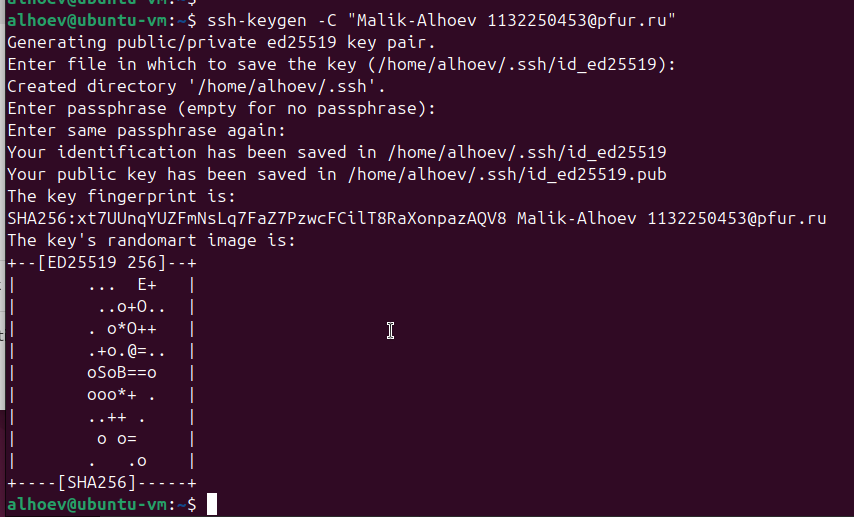 alhoev@ubuntu-vm:~$
alhoev@ubuntu-vm:~$ ssh-keygen -C "Malik-Alhoev 1132250453@pfur.ru"
Generating public/private ed25519 key pair.
Enter file in which to save the key (/home/alhoev/.ssh/id_ed25519):
Created directory '/home/alhoev/.ssh'.
Enter passphrase (empty for no passphrase):
Enter same passphrase again:
Your identification has been saved in /home/alhoev/.ssh/id_ed25519
Your public key has been saved in /home/alhoev/.ssh/id_ed25519.pub
The key fingerprint is:
SHA256:xt7UUnqYUZFmNsLq7FaZ7PzwcFCilT8RaXonpazAQV8 Malik-Alhoev 1132250453@pfur.ru
The key's randomart image is:
+--[ED25519 256]--+
|       ...  E+   |
|        ..o+O..  |
|       . o*O++   |
|       .+o.@=..  |
|       oSoB==o   |
|       ooo*+ .   |
|       ..++ .    |
|        o o=     |
|       .   .o    |
+----[SHA256]-----+
alhoev@ubuntu-vm:~$